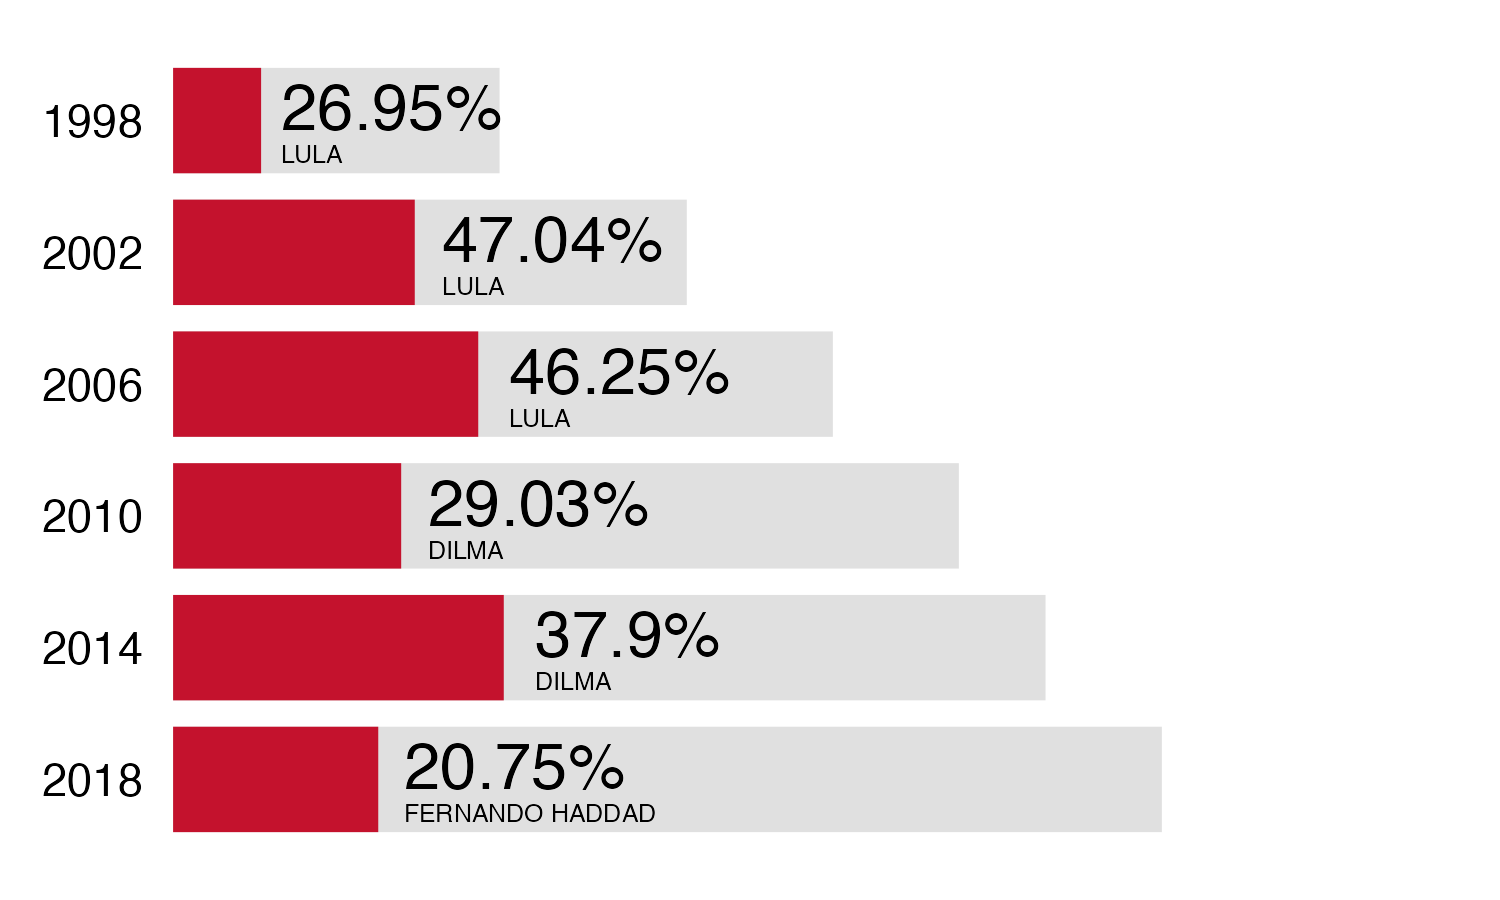 1998
26.95%
LULA
2002
47.04%
LULA
2006
46.25%
LULA
2010
29.03%
DILMA
2014
37.9%
DILMA
2018
20.75%
FERNANDO HADDAD